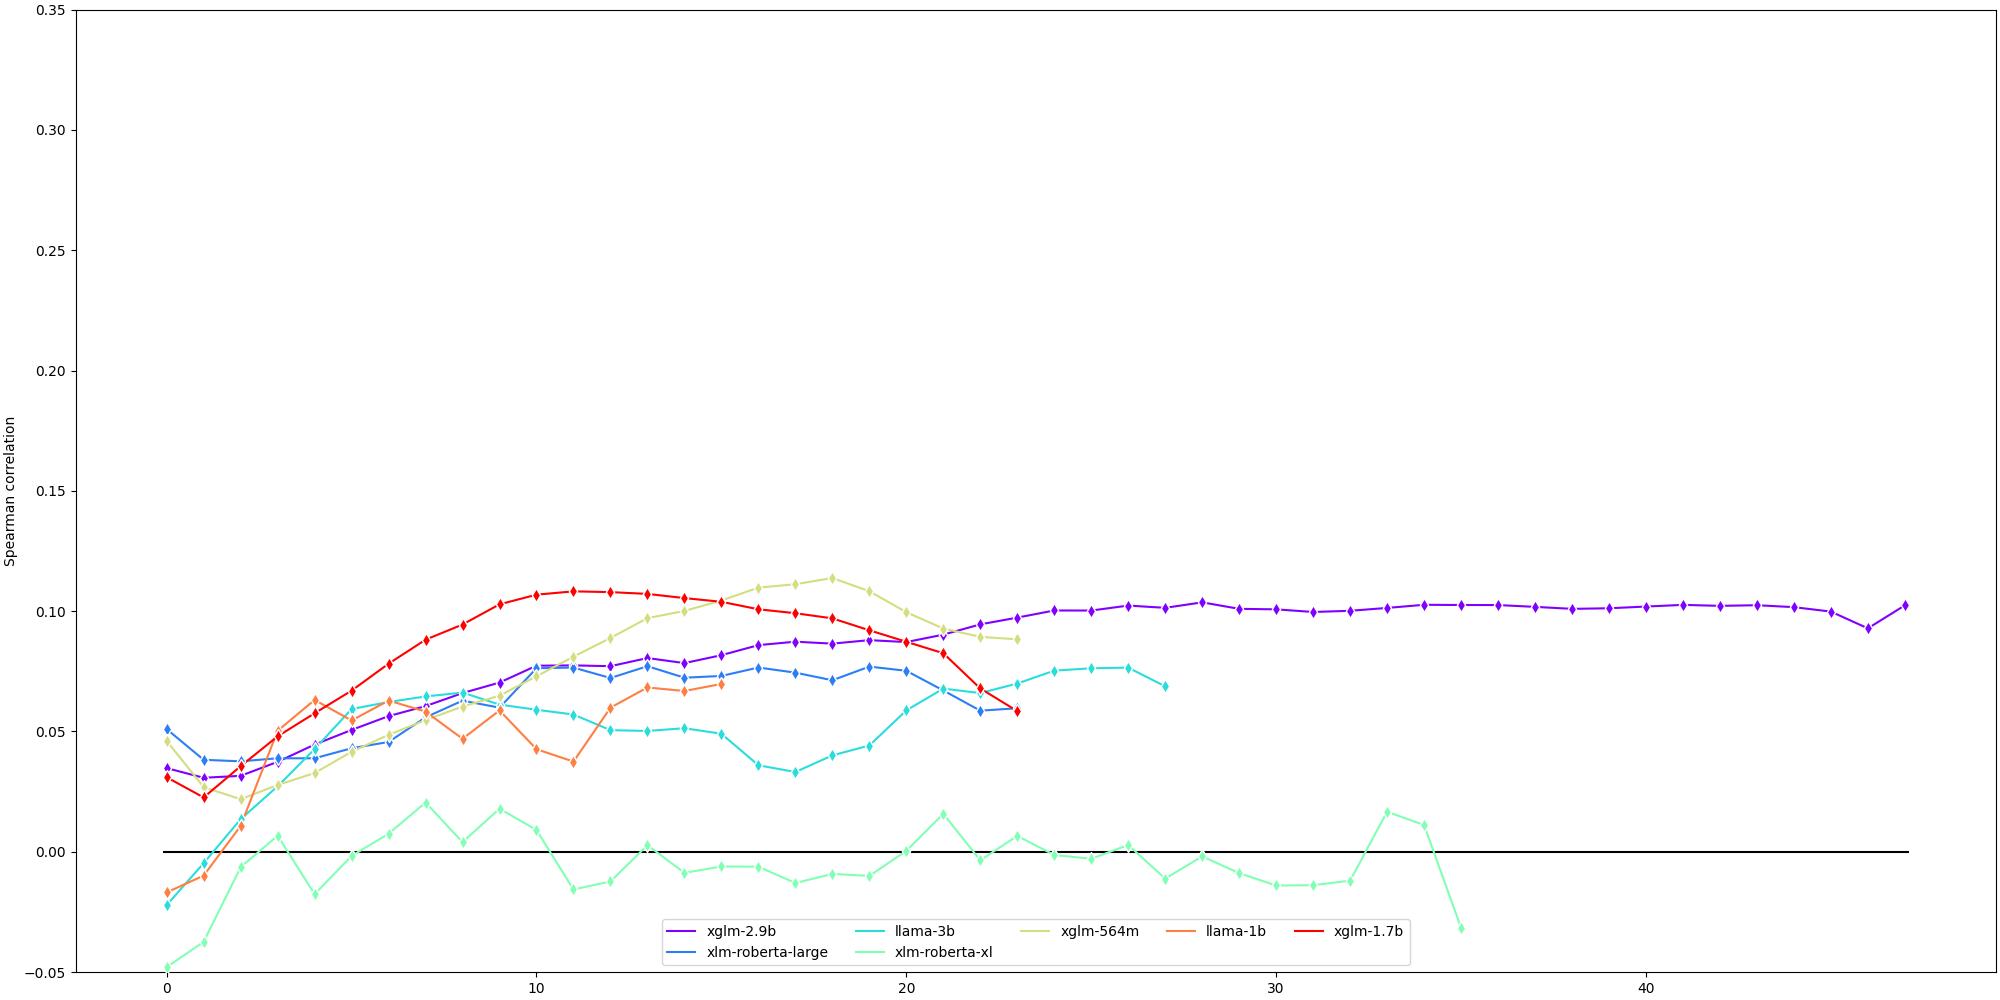 0.35
0.30
0.25
0.20
0.15
0.10
0.05
0.00
−0.05
Spearman correlation
0 10 20 30 40
xglm-2.9b llama-3b xglm-564m llama-1b xglm-1.7b
xlm-roberta-large xlm-roberta-xl